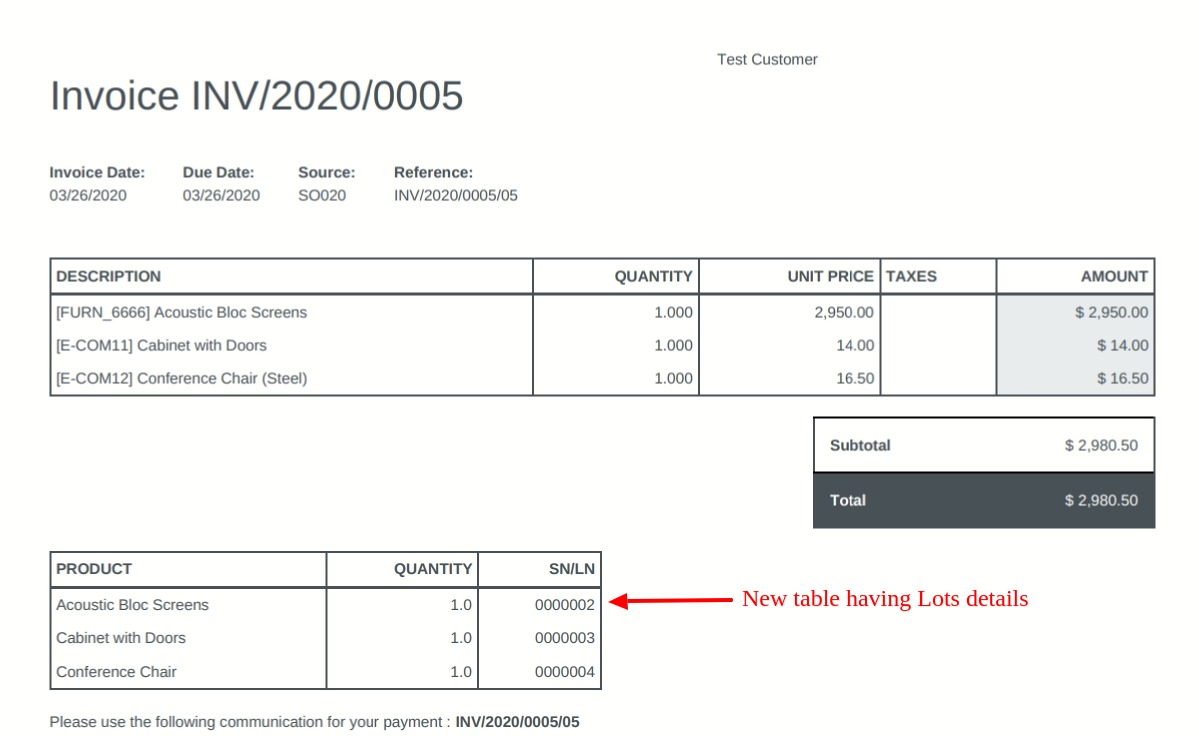 Test Customer
Invoice INV/2020/0005
Invoice Date: Due Date: Source: Reference:
03/26/2020 03/26/2020 SO020 INV/2020/0005/05
DESCRIPTION QUANTITY UNIT PRICE TAXES AMOUNT
[FURN_6666] Acoustic Bloc Screens 1.000 2,950.00 $ 2,950.00
[E-COM11] Cabinet with Doors 1.000 14.00 $ 14.00
[E-COM12] Conference Chair (Steel) 1.000 16.50 $ 16.50
Subtotal $ 2,980.50
Total $ 2,980.50
PRODUCT QUANTITY SN/LN
Acoustic Bloc Screens 1.0 0000002
New table having Lots details
Cabinet with Doors 1.0 0000003
Conference Chair 1.0 0000004
Please use the following communication for your payment : INV/2020/0005/05